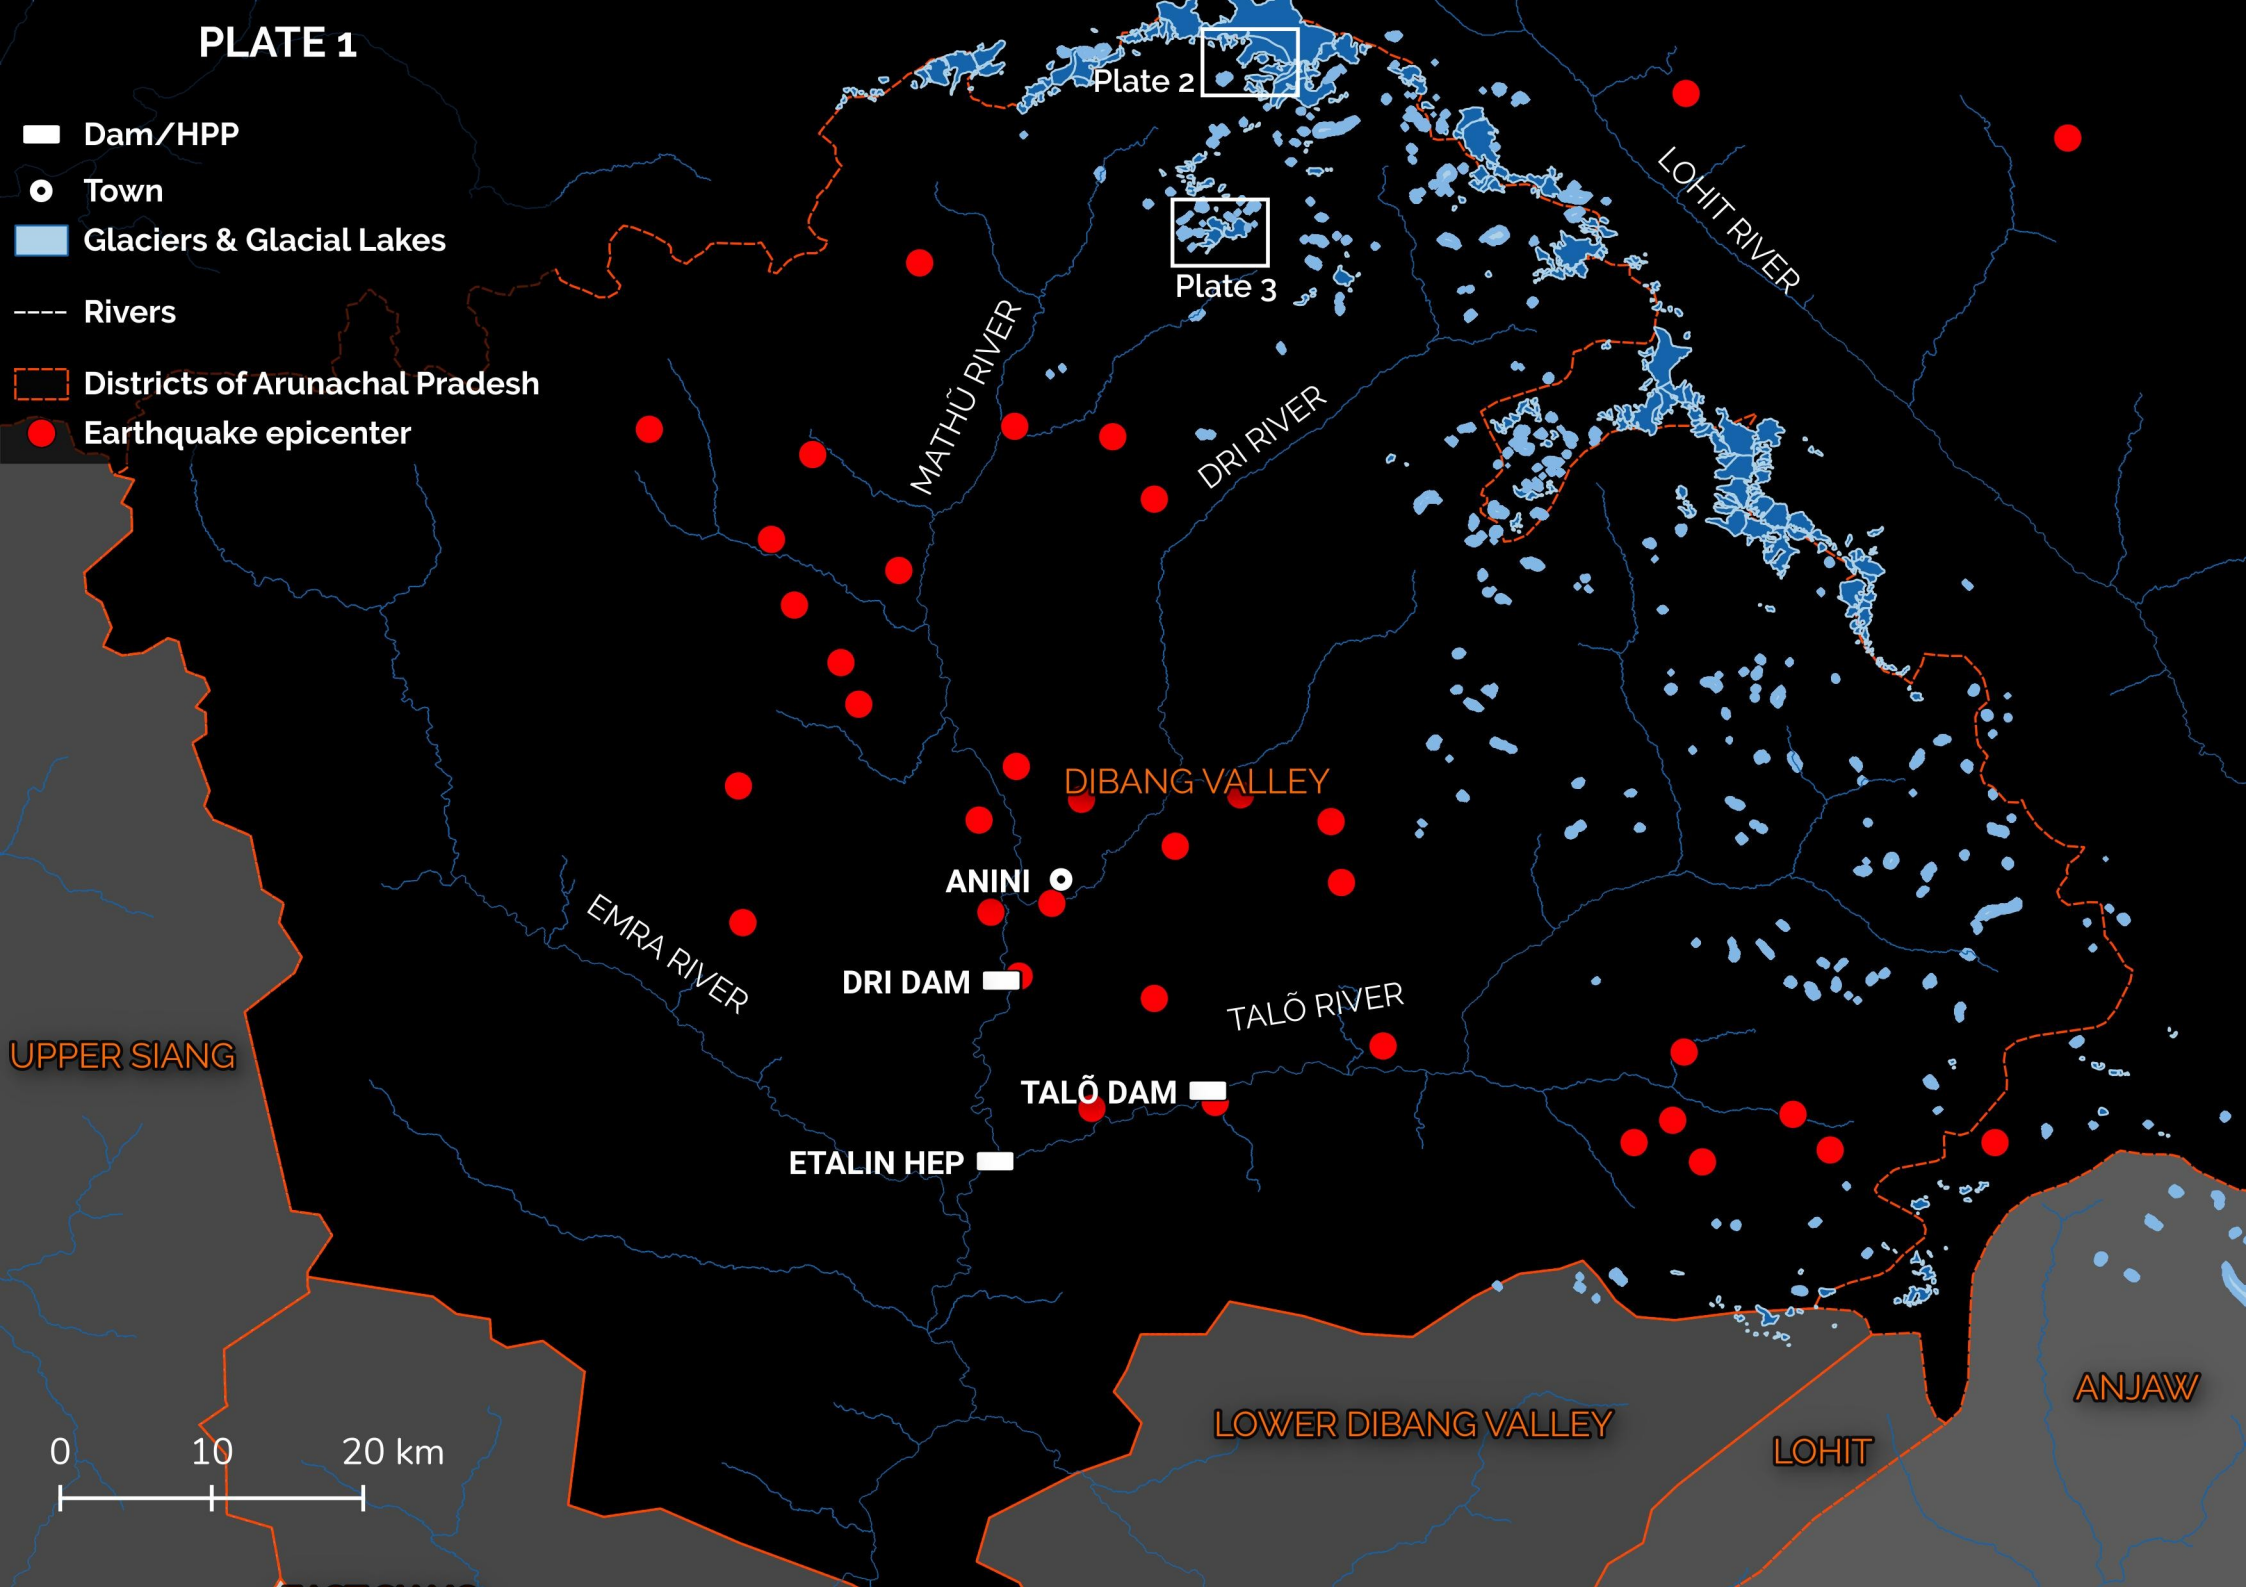 PLATE 1
Dam/HPP
Town
Glaciers & Glacial Lakes
Rivers
Districts of Arunachal Pradesh
Earthquake epicenter
Plate 2
Plate 3
LOHIT RIVER
MATHŨ RIVER
DRI RIVER
DIBANG VALLEY
ANINI
EMRA RIVER
DRI DAM
TALÕ RIVER
UPPER SIANG
TALÕ DAM
ETALIN HEP
ANJAW
LOWER DIBANG VALLEY
LOHIT
0 10 20 km